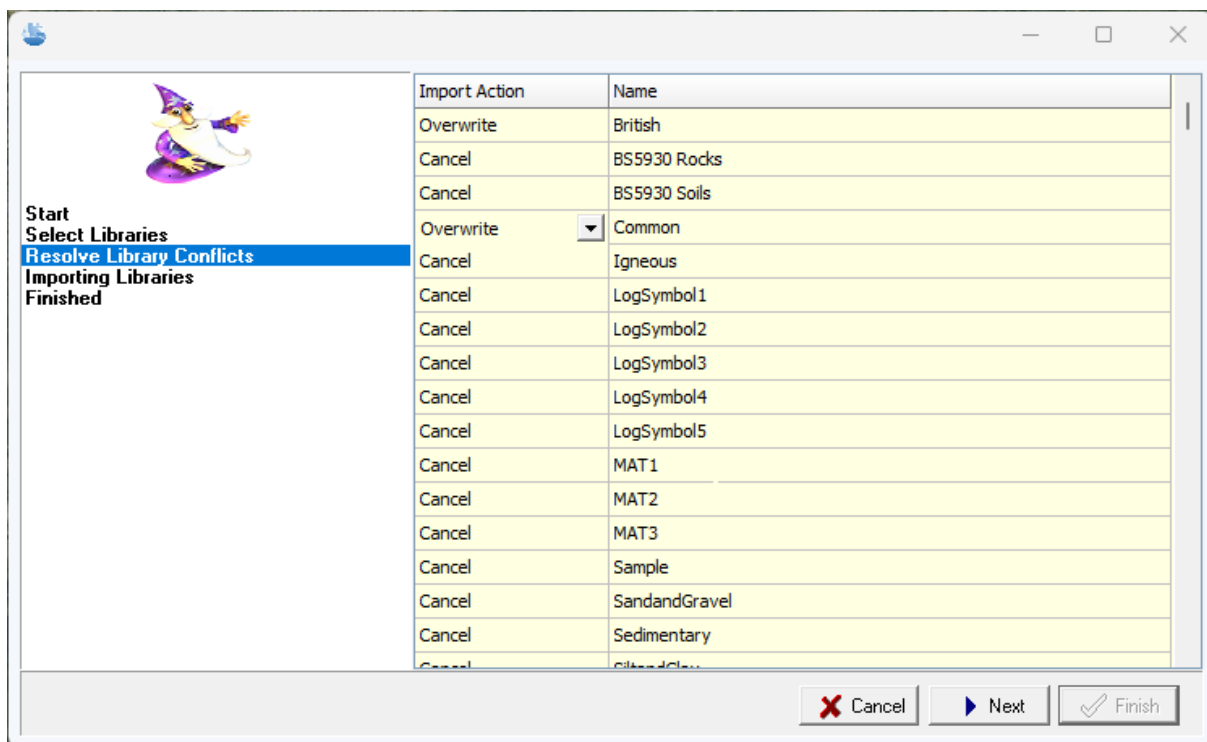 Start
Select Libraries
Resolve Library Conflicts
Importing Libraries
Finished
Import Action Name
Overwrite British
Cancel BS5930 Rocks
Cancel BS5930 Soils
Overwrite Common
Cancel Igneous
Cancel LogSymbol1
Cancel LogSymbol2
Cancel LogSymbol3
Cancel LogSymbol4
Cancel LogSymbol5
Cancel MAT1
Cancel MAT2
Cancel MAT3
Cancel Sample
Cancel SandandGravel
Cancel Sedimentary
Cancel SiltandClay
Cancel Next Finish